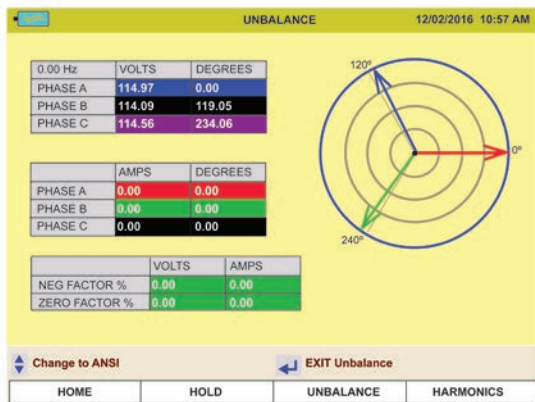 UNBALANCE 12/02/2016 10:57 AM
0.00 Hz VOLTS DEGREES
PHASE A 114.97 0.00
PHASE B 114.09 119.05
PHASE C 114.56 234.06
120°
0°
240°
AMPS DEGREES
PHASE A 0.00 0.00
PHASE B 0.00 0.00
PHASE C 0.00 0.00
VOLTS AMPS
NEG FACTOR % 0.00 0.00
ZERO FACTOR % 0.00 0.00
Change to ANSI EXIT Unbalance
HOME HOLD UNBALANCE HARMONICS